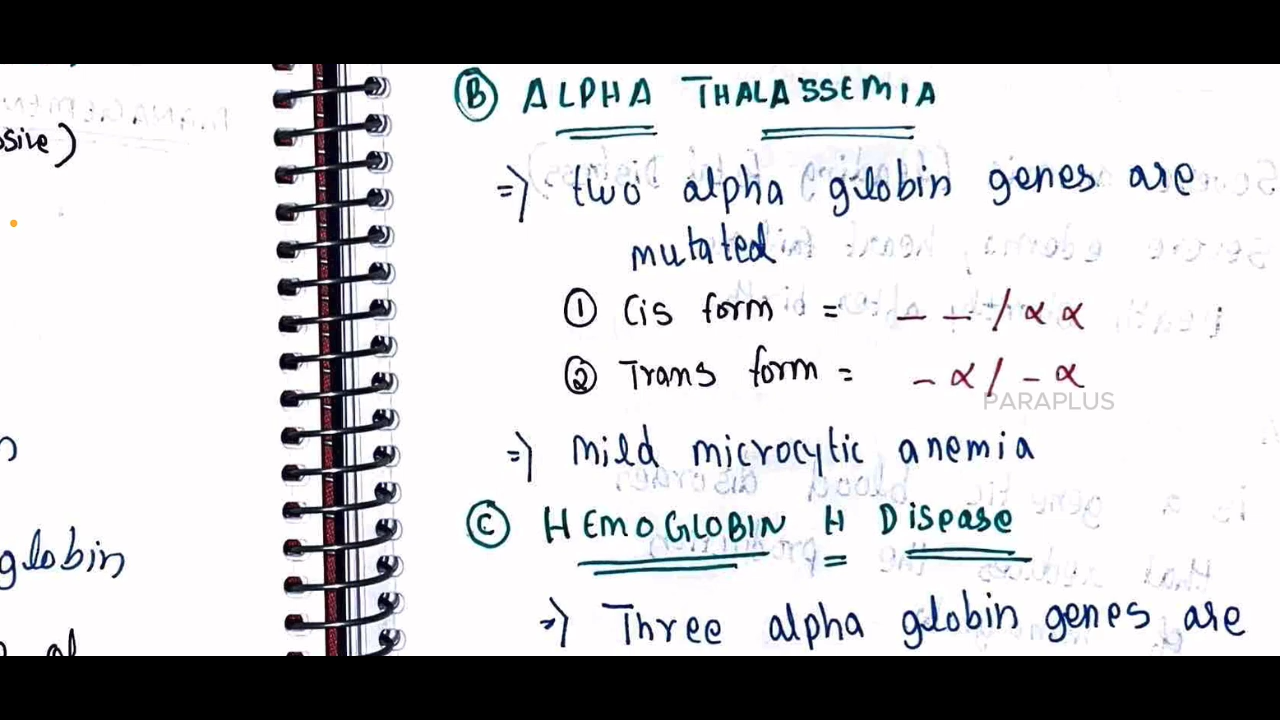 ssive)
globin
Ⓑ ALPHA THALASSEMIA
=> two alpha globin genes are
mutated
① Cis form = – – / α α
② Trans form = – α / – α
PARAPLUS
=> mild microcytic anemia
Ⓒ HEMOGLOBIN H Disease
=> Three alpha globin genes are